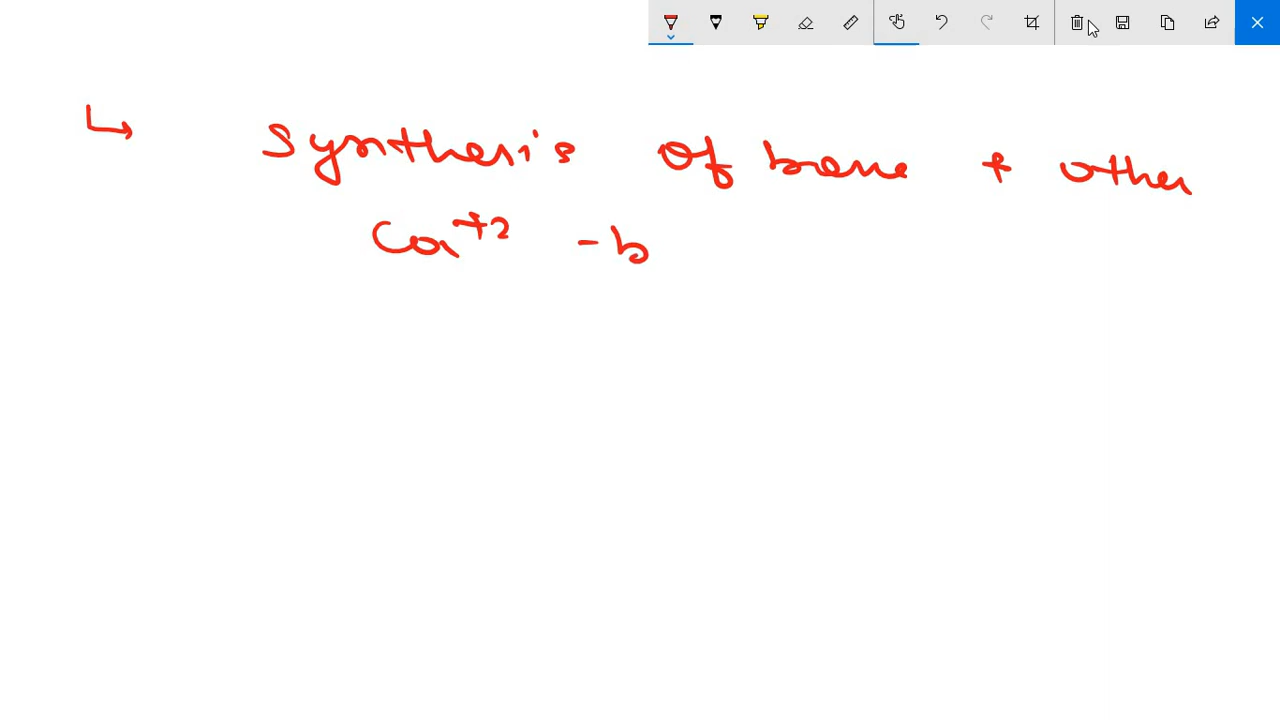 ↳ Synthesis of bone + other
Ca+2 - b